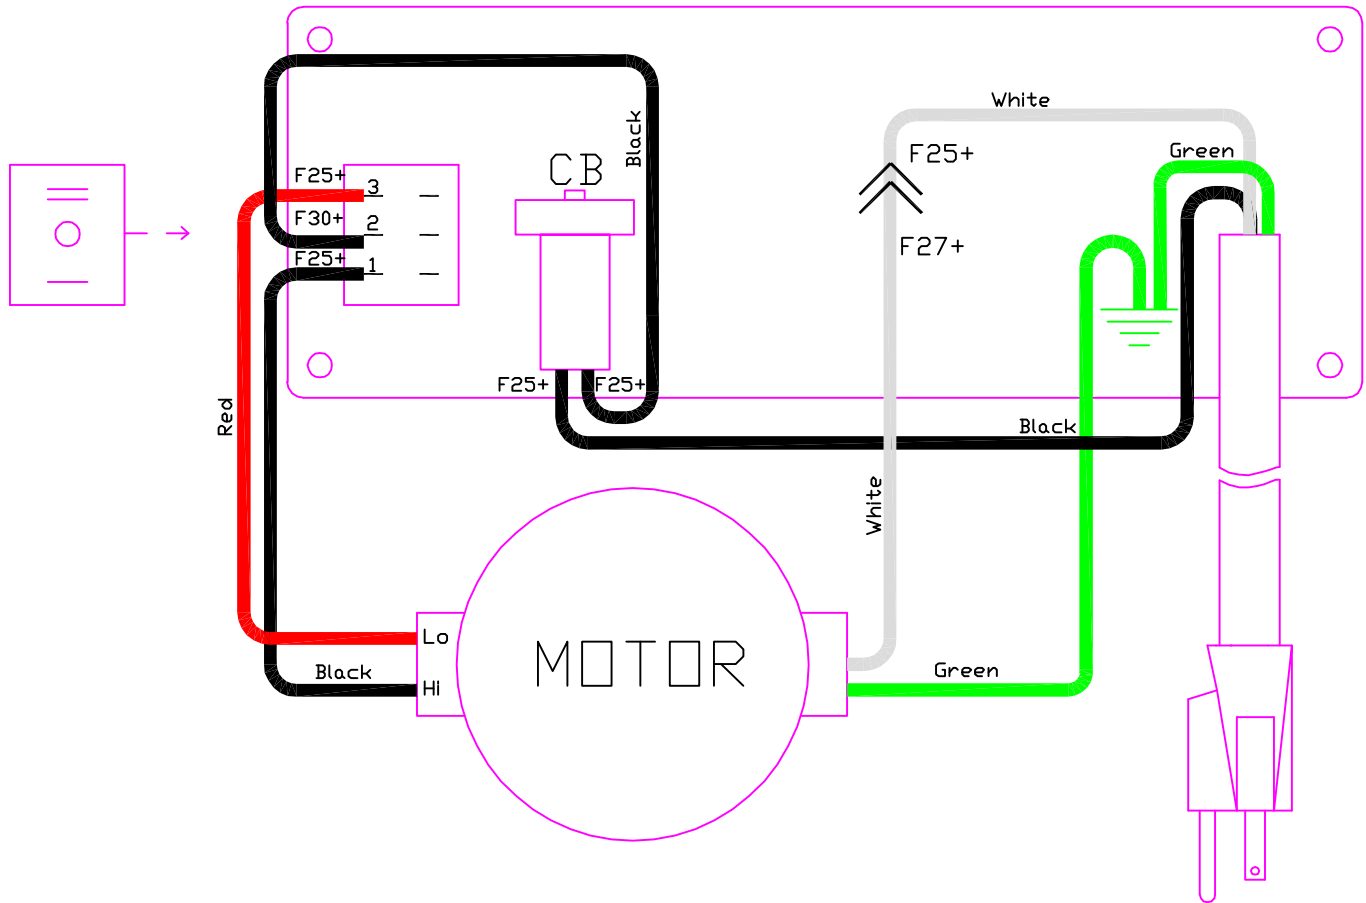 White
F25+
Green
Black
CB
F25+
3
F30+
2
F25+
1
F27+
F25+
F25+
Black
Red
White
Lo
MOTOR
Black
Hi
Green